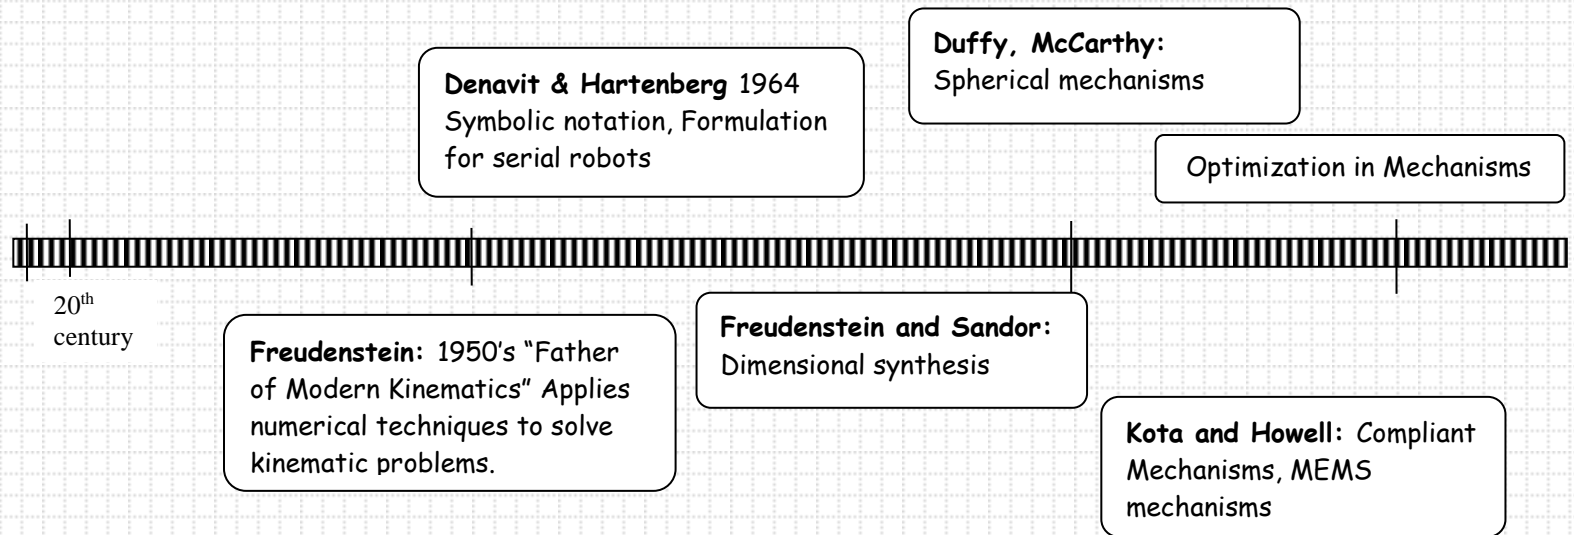 Duffy, McCarthy:
Spherical mechanisms
Denavit & Hartenberg 1964
Symbolic notation, Formulation
for serial robots
Optimization in Mechanisms
20th
century
Freudenstein: 1950's “Father
of Modern Kinematics” Applies
numerical techniques to solve
kinematic problems.
Freudenstein and Sandor:
Dimensional synthesis
Kota and Howell: Compliant
Mechanisms, MEMS
mechanisms